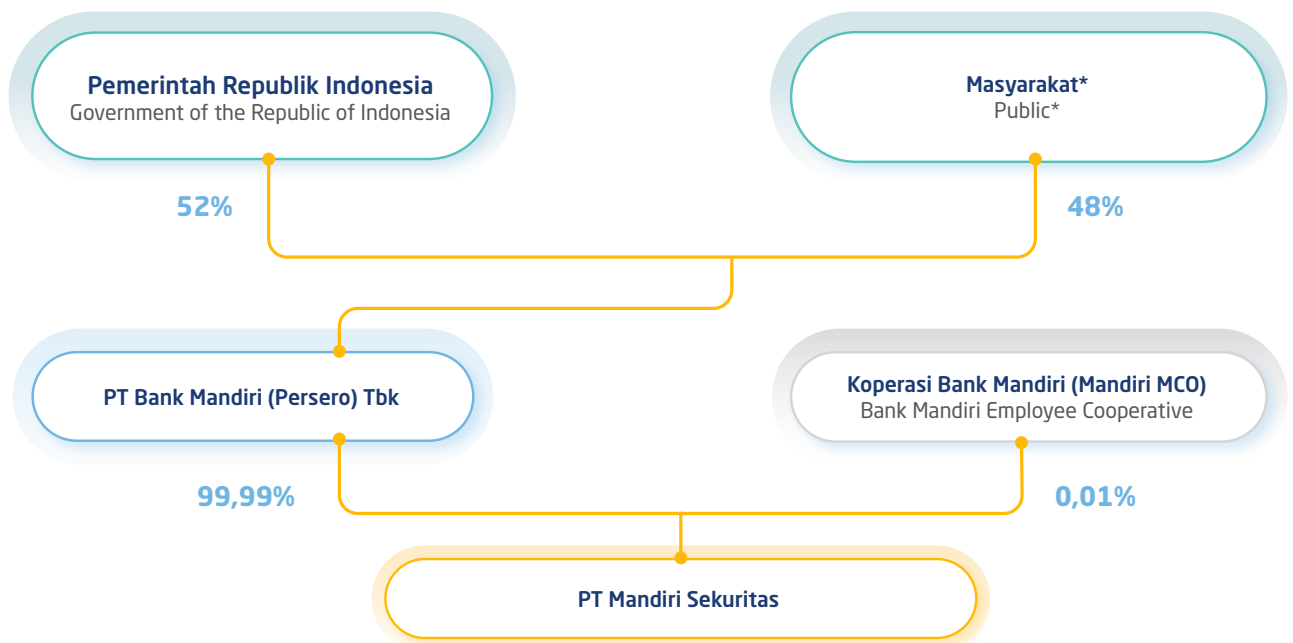 Pemerintah Republik Indonesia
Government of the Republic of Indonesia
Masyarakat*
Public*
52%
48%
PT Bank Mandiri (Persero) Tbk
Koperasi Bank Mandiri (Mandiri MCO)
Bank Mandiri Employee Cooperative
99,99%
0,01%
PT Mandiri Sekuritas